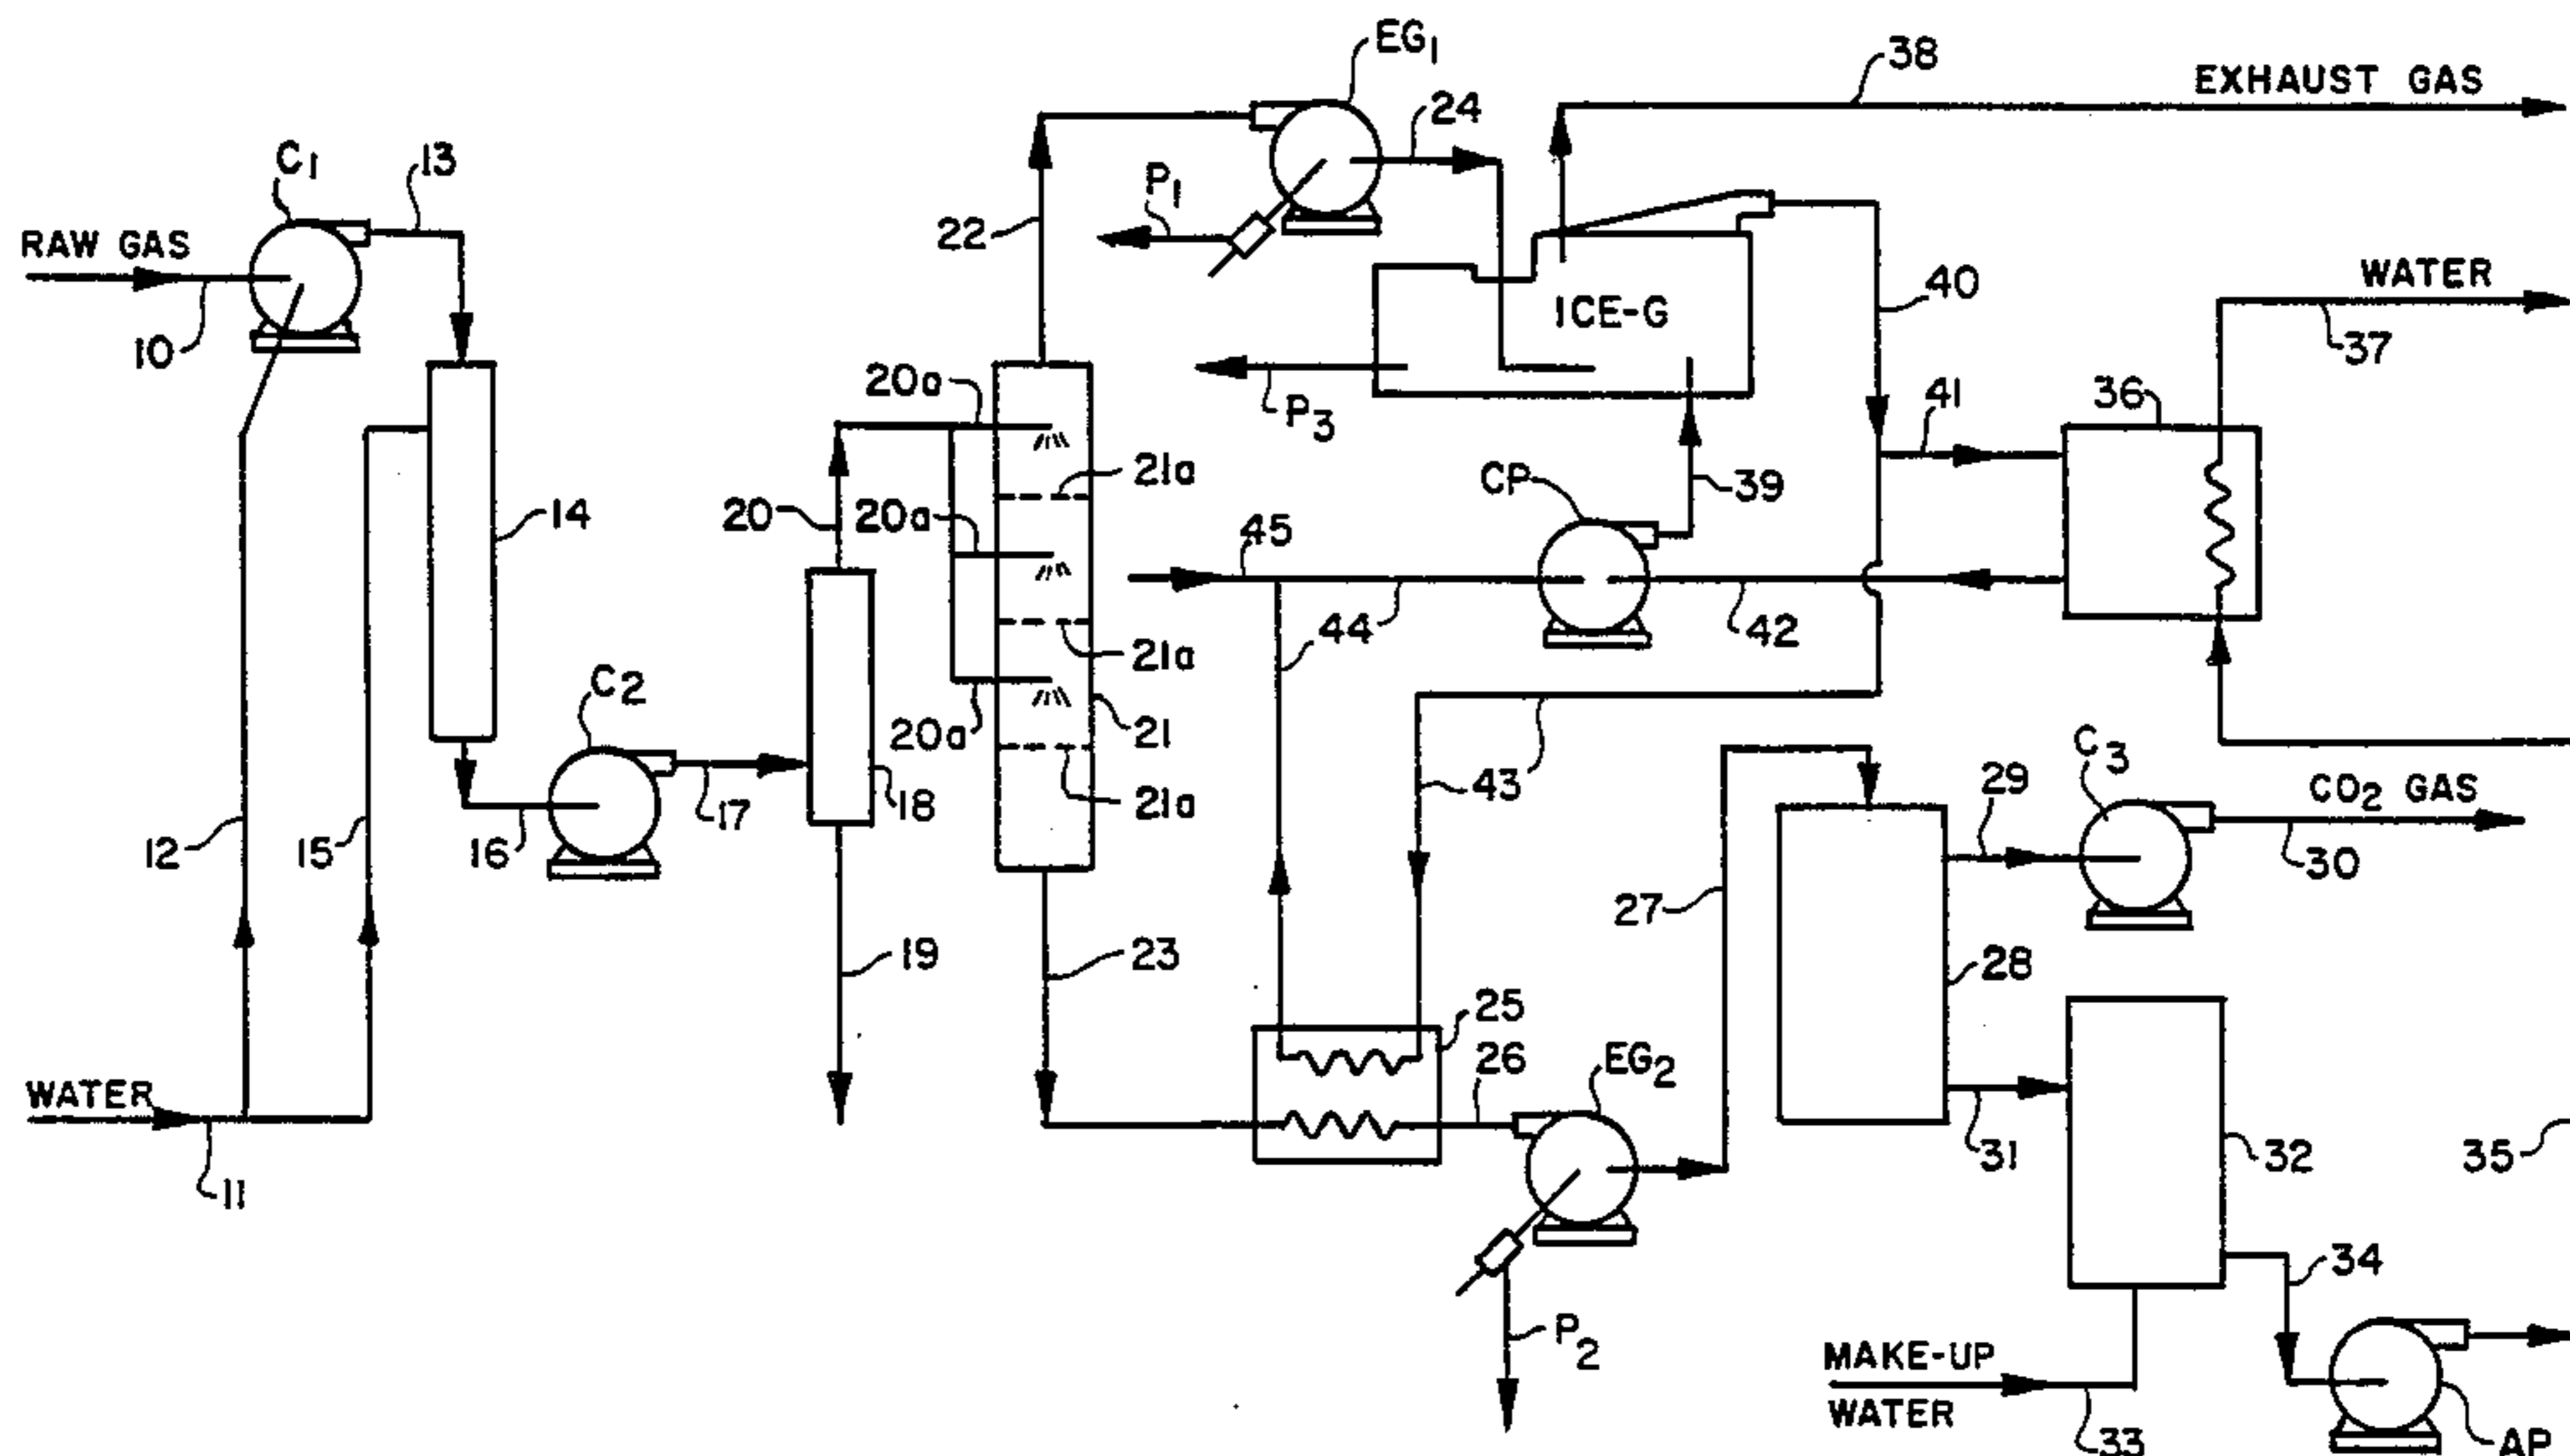 EG1
38
EXHAUST GAS
C1
13
24
RAW GAS
P1
22
10
ICE-G
40
WATER
37
20a
P3
36
41
14
21a
CP
39
20
20a
45
44
42
21a
C2
20a
21
43
C3
29
CO2 GAS
12
15
16
17
18
21a
30
27
19
23
28
25
26
EG2
WATER
11
31
32
35
34
P2
MAKE-UP
WATER
33
AP